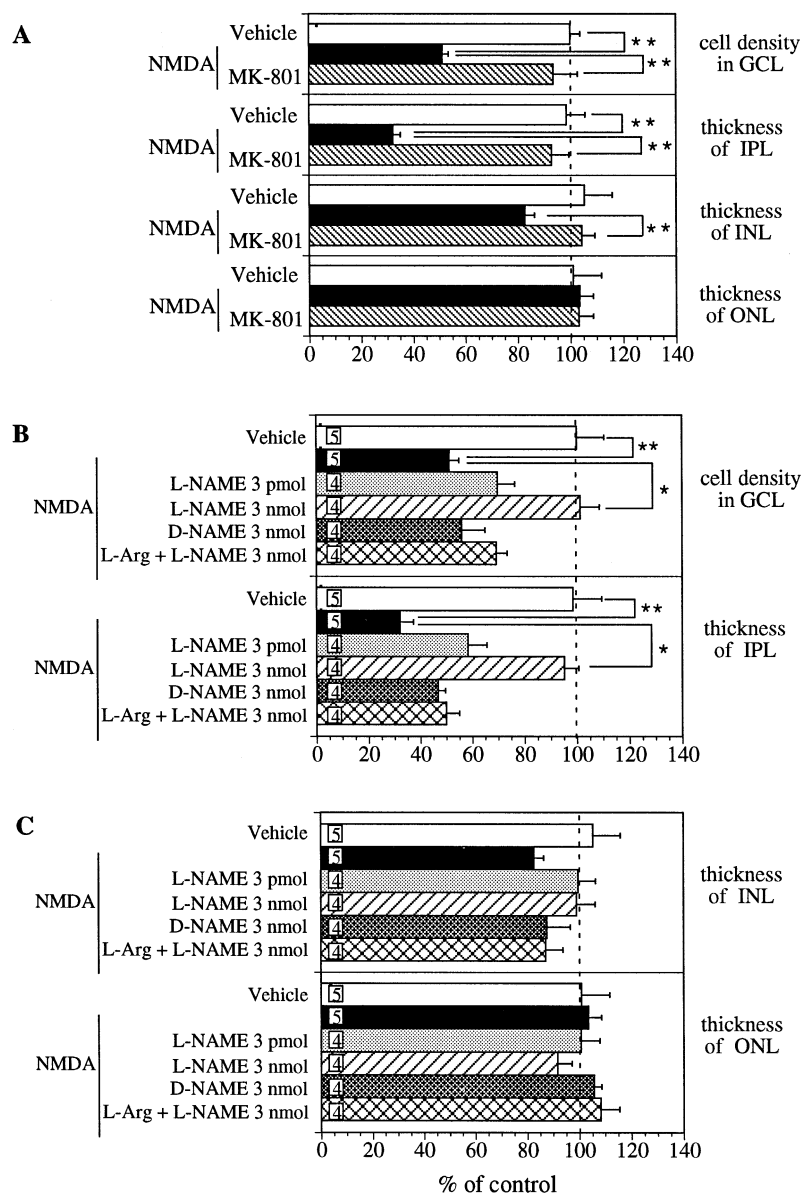 A
Vehicle
NMDA
MK-801
* *
* *
cell density
in GCL
Vehicle
NMDA
MK-801
* *
* *
thickness
of IPL
Vehicle
NMDA
MK-801
* *
thickness
of INL
Vehicle
NMDA
MK-801
thickness
of ONL
0 20 40 60 80 100 120 140
B
Vehicle 5
5
L-NAME 3 pmol 4
NMDA
L-NAME 3 nmol 4
D-NAME 3 nmol 4
L-Arg + L-NAME 3 nmol 4
**
*
cell density
in GCL
Vehicle 5
5
L-NAME 3 pmol 4
NMDA
L-NAME 3 nmol 4
D-NAME 3 nmol 4
L-Arg + L-NAME 3 nmol 4
**
*
thickness
of IPL
0 20 40 60 80 100 120 140
C
Vehicle 5
5
L-NAME 3 pmol 4
NMDA
L-NAME 3 nmol 4
D-NAME 3 nmol 4
L-Arg + L-NAME 3 nmol 4
thickness
of INL
Vehicle 5
5
L-NAME 3 pmol 4
NMDA
L-NAME 3 nmol 4
D-NAME 3 nmol 4
L-Arg + L-NAME 3 nmol 4
thickness
of ONL
0 20 40 60 80 100 120 140
% of control